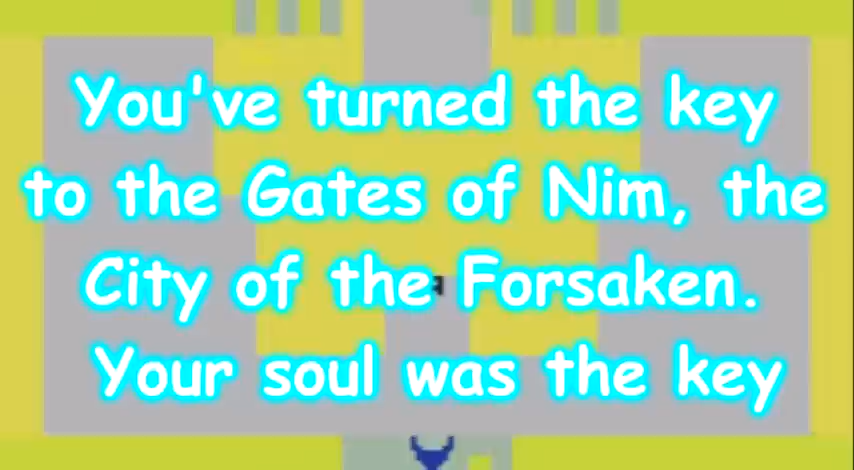 You've turned the key
to the Gates of Nim, the
City of the Forsaken.
Your soul was the key